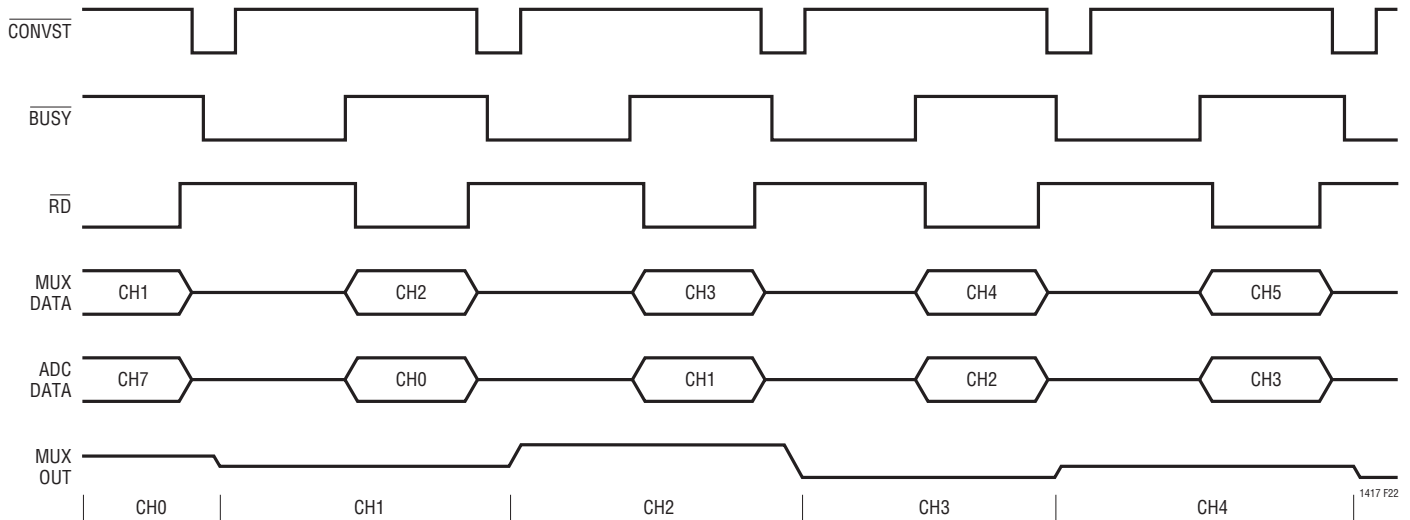 CONVST
BUSY
RD
MUX
DATA
CH1
CH2
CH3
CH4
CH5
ADC
DATA
CH7
CH0
CH1
CH2
CH3
MUX
OUT
CH0
CH1
CH2
CH3
CH4
1417 F22